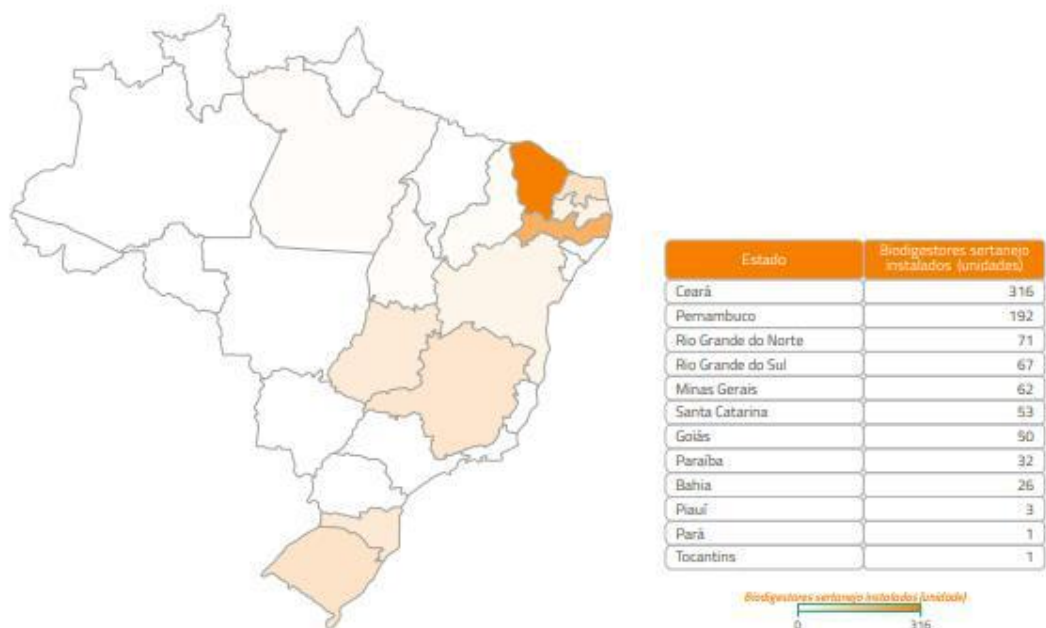 Estado Biodigestores sertanejo
instalados (unidades)
Ceará 316
Pernambuco 192
Rio Grande do Norte 71
Rio Grande do Sul 67
Minas Gerais 62
Santa Catarina 53
Goiás 50
Paraíba 32
Bahia 26
Piauí 3
Pará 1
Tocantins 1
Biodigestores sertanejo instalados (unidade)
0 316